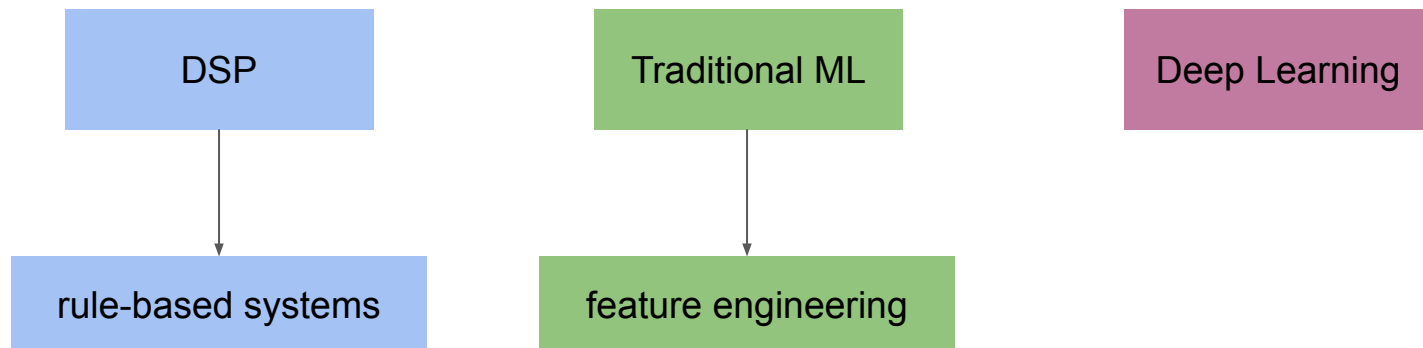 DSP
Traditional ML
Deep Learning
rule-based systems
feature engineering